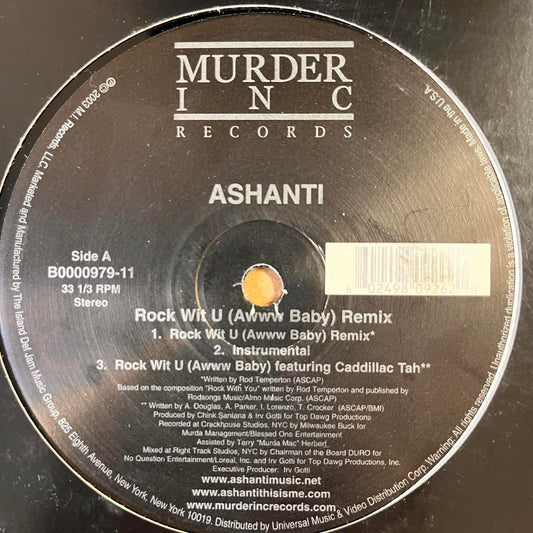 MURDER
INC
RECORDS
ASHANTI
Side A
B0000979-11
33 1/3 RPM
Stereo
6 02498 09262 0
Rock Wit U (Awww Baby) Remix
1. Rock Wit U (Awww Baby) Remix*
2. Instrumental
3. Rock Wit U (Awww Baby) featuring Caddillac Tah**
*Written by Rod Temperton (ASCAP)
Based on the composition "Rock With You" written by Rod Temperton and published by
Rodsongs Music/Almo Music Corp. (ASCAP)
** Written by A. Douglas, A. Parker, I. Lorenzo, T. Crocker (ASCAP/BMI)
Produced by Chink Santana & Irv Gotti for Top Dawg Productions
Recorded at Crackhouse Studios, NYC by Milwaukee Buck for
Murda Management/Blessed One Entertainment
Assisted by Terry "Murda Mac" Herbert
Mixed at Right Track Studios, NYC by Chairman of the Board DURO for
No Question Entertainment/Loreal, Inc. and Irv Gotti for Top Dawg Productions, Inc.
Executive Producer: Irv Gotti
www.ashantimusic.net
www.ashantithisisme.com
www.murderincrecords.com
℗© 2003 M.I. Records, LLC. Marketed and Manufactured by The Island Def Jam Music Group, 825 Eighth Avenue, New York, New York 10019. Distributed by Universal Music & Video Distribution Corp. Warning: All rights reserved. Unauthorized duplication is a violation of applicable laws. Made in the U.S.A.